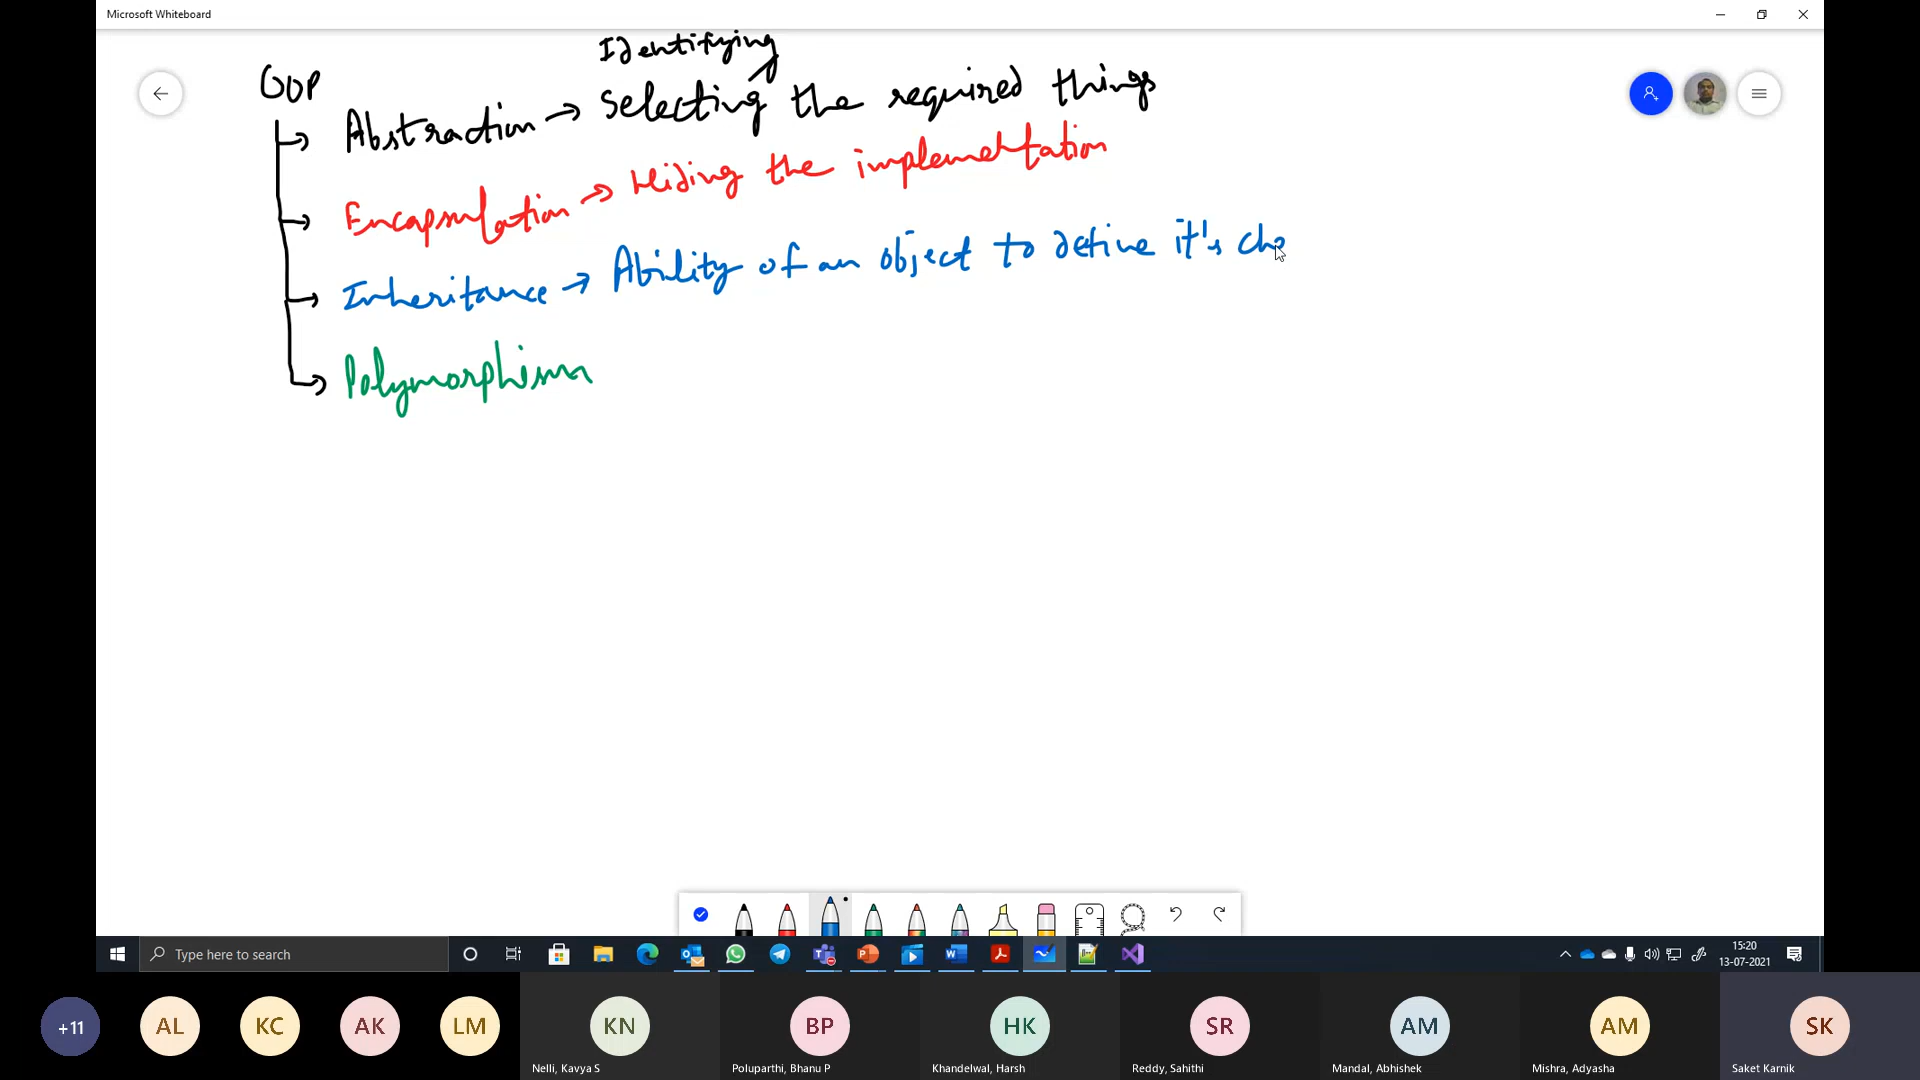 Microsoft Whiteboard
Identifying
OOP
Abstraction → Selecting the required things
Encapsulation → Hiding the implementation
Inheritance → Ability of an object to define it's cha
Polymorphism
Type here to search
15:20
13-07-2021
+11
AL
KC
AK
LM
KN
BP
HK
SR
AM
AM
SK
Nelli, Kavya S
Poluparthi, Bhanu P
Khandelwal, Harsh
Reddy, Sahithi
Mandal, Abhishek
Mishra, Adyasha
Saket Karnik